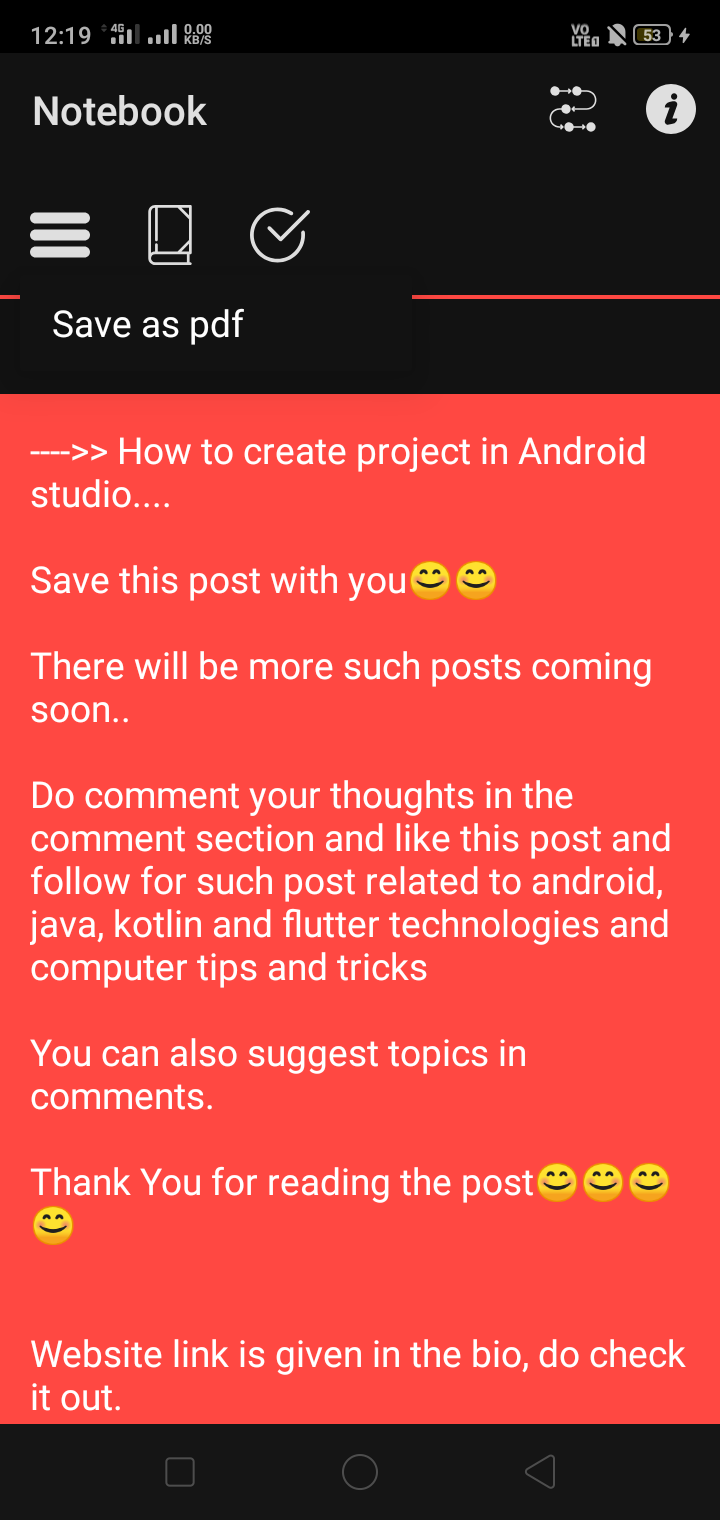 12:19 4G 0.00 KB/S VO LTE 53
Notebook
Save as pdf
---->> How to create project in Android
studio....
Save this post with you😊😊
There will be more such posts coming
soon..
Do comment your thoughts in the
comment section and like this post and
follow for such post related to android,
java, kotlin and flutter technologies and
computer tips and tricks
You can also suggest topics in
comments.
Thank You for reading the post😊😊😊
😊
Website link is given in the bio, do check
it out.